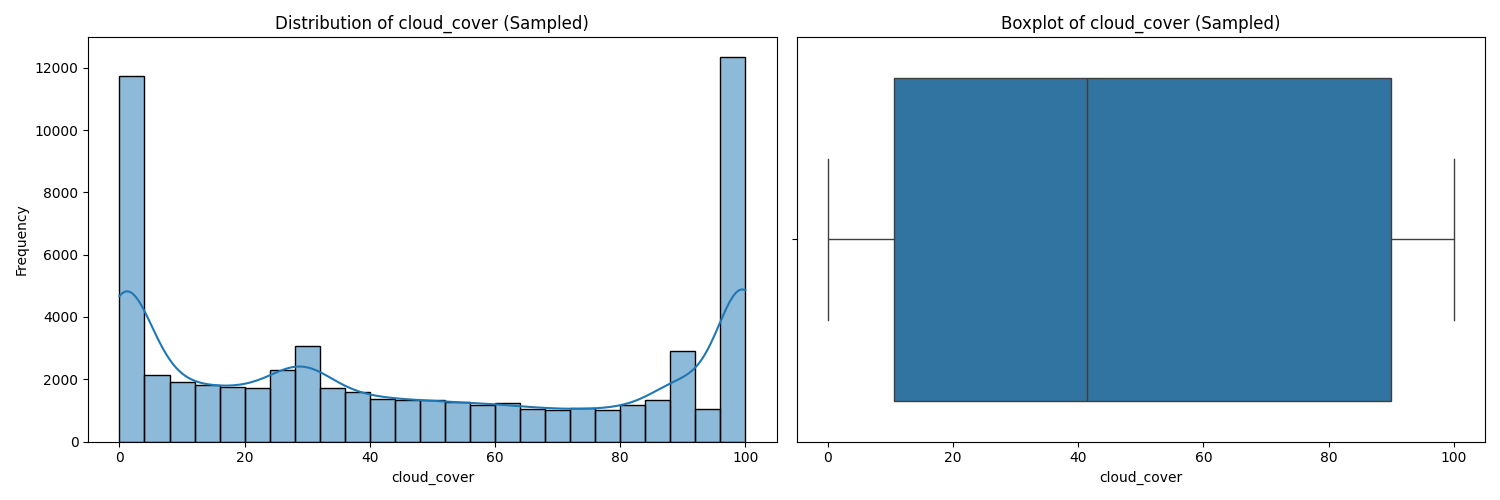 Distribution of cloud_cover (Sampled)
Frequency
12000
10000
8000
6000
4000
2000
0
0 20 40 60 80 100
cloud_cover
Boxplot of cloud_cover (Sampled)
0 20 40 60 80 100
cloud_cover